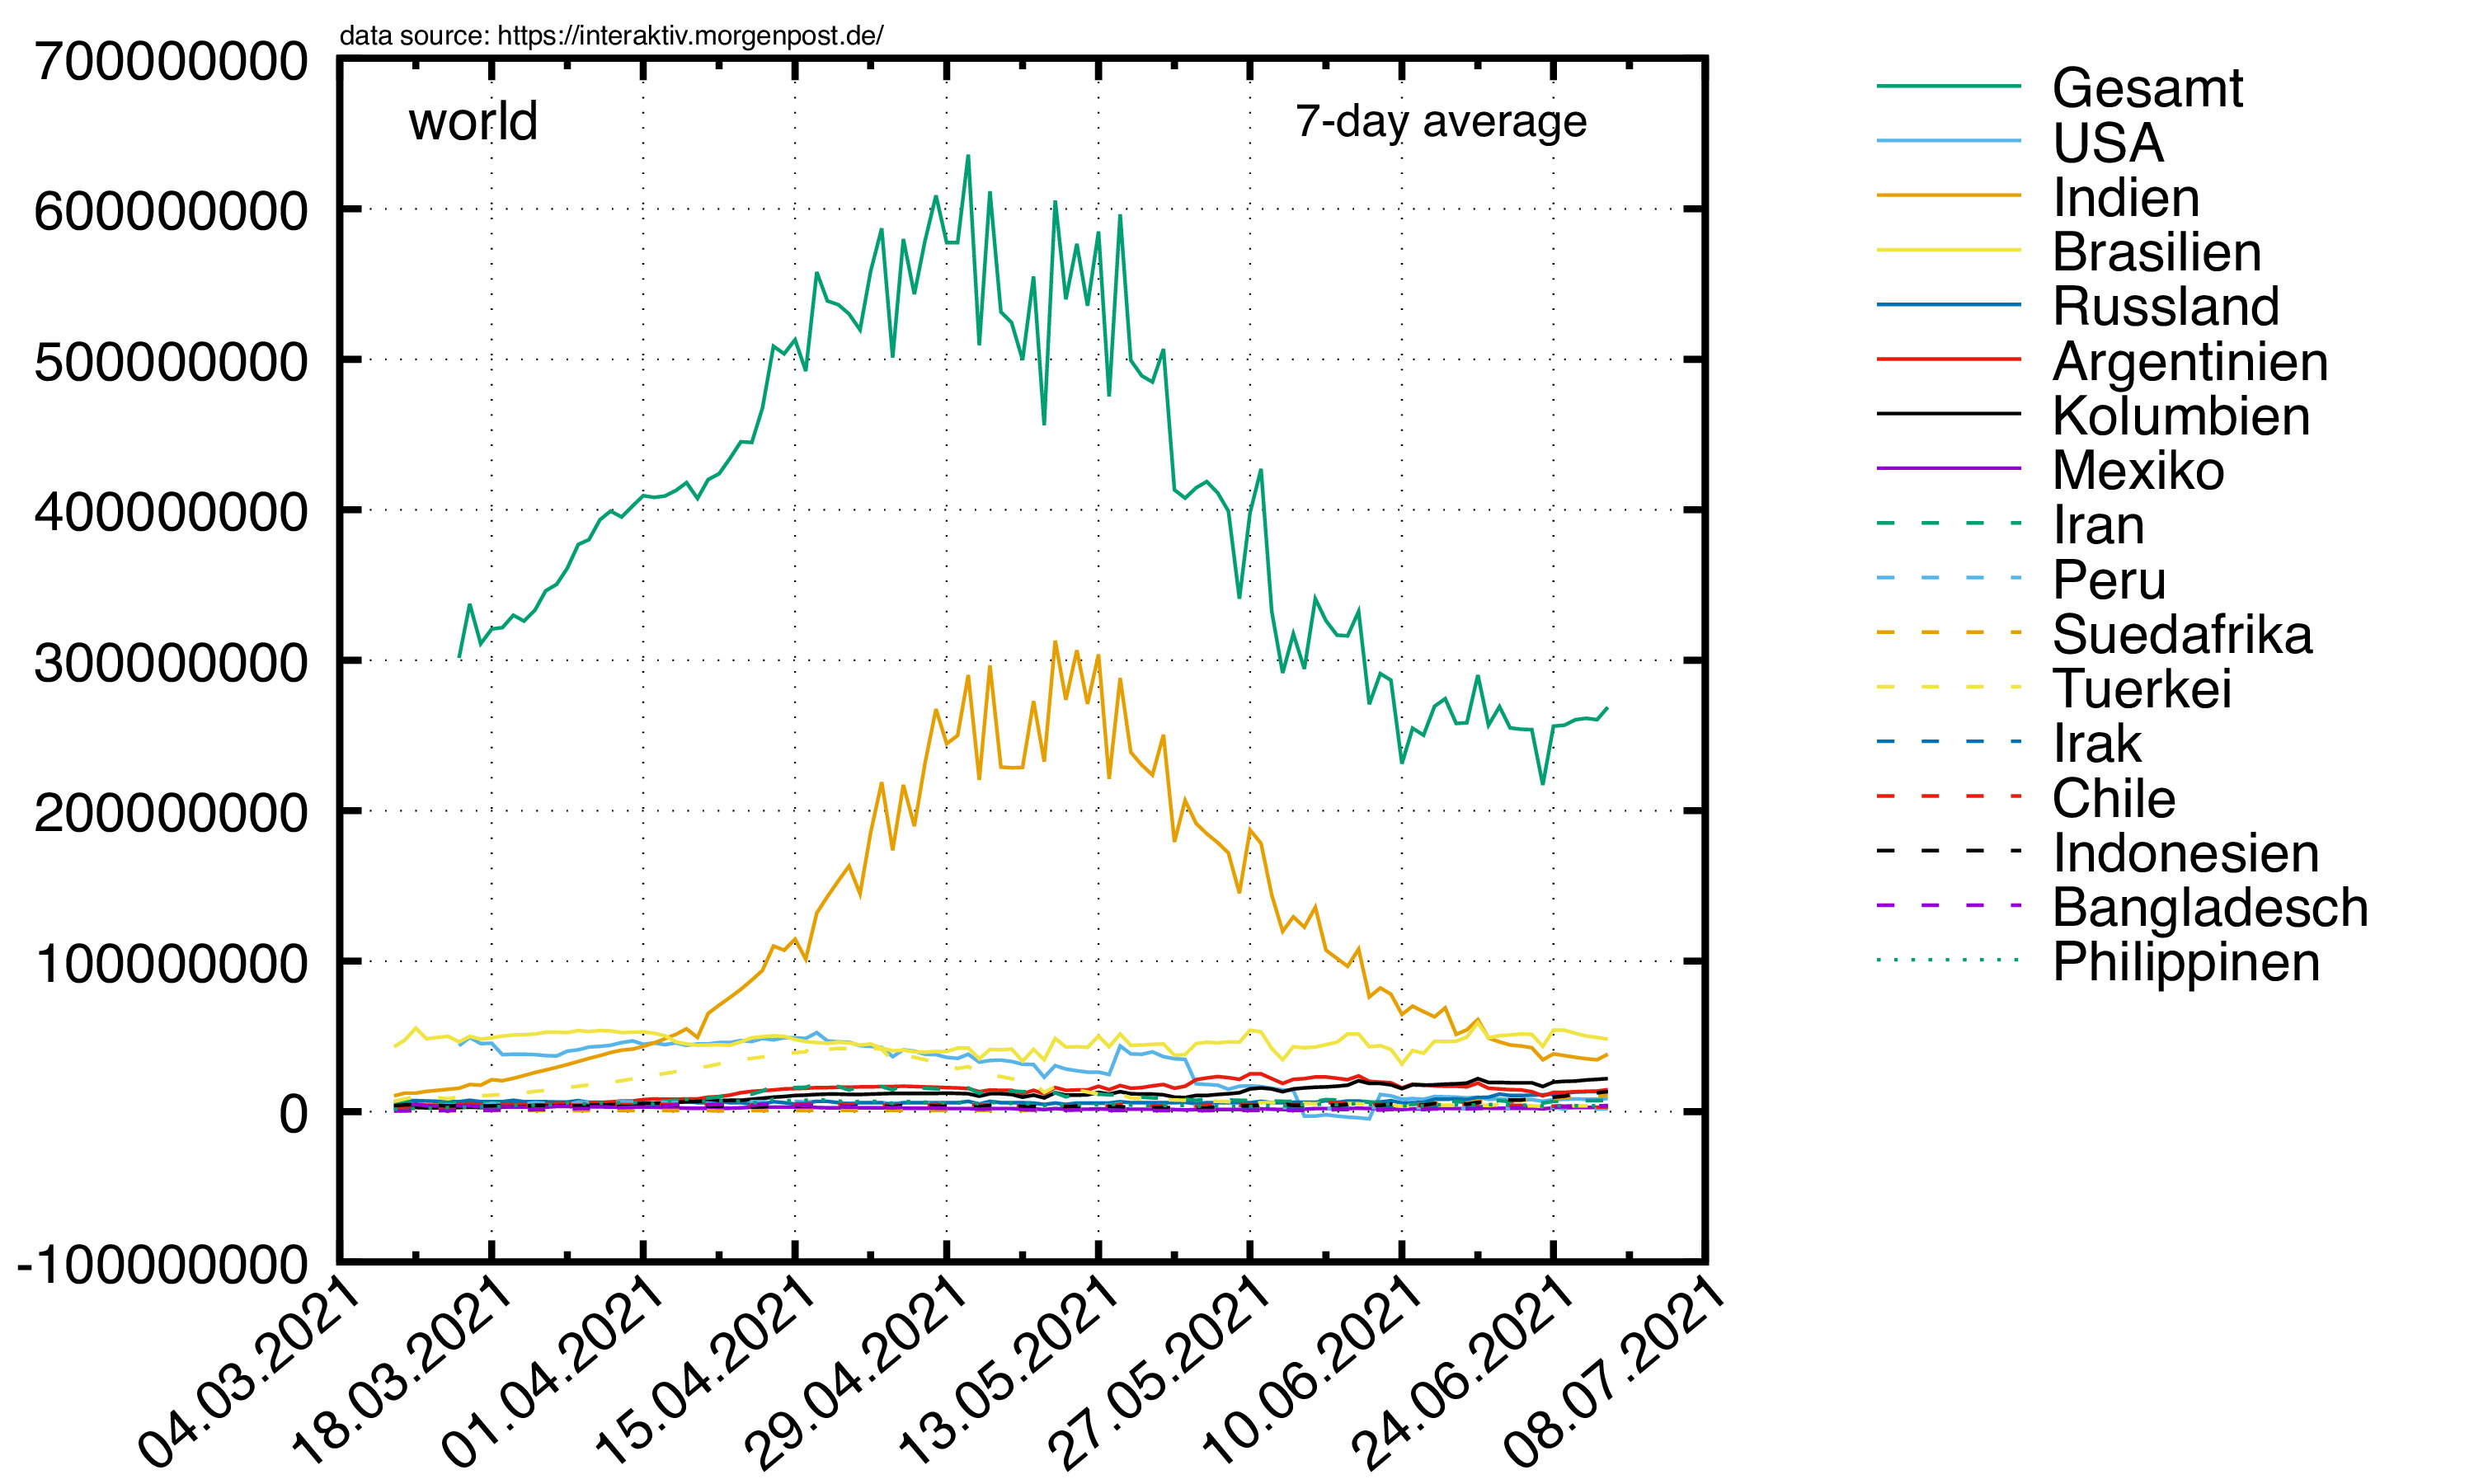 data source: https://interaktiv.morgenpost.de/
world
7-day average
700000000
600000000
500000000
400000000
300000000
200000000
100000000
0
-100000000
04.03.2021
18.03.2021
01.04.2021
15.04.2021
29.04.2021
13.05.2021
27.05.2021
10.06.2021
24.06.2021
08.07.2021
Gesamt
USA
Indien
Brasilien
Russland
Argentinien
Kolumbien
Mexiko
Iran
Peru
Suedafrika
Tuerkei
Irak
Chile
Indonesien
Bangladesch
Philippinen